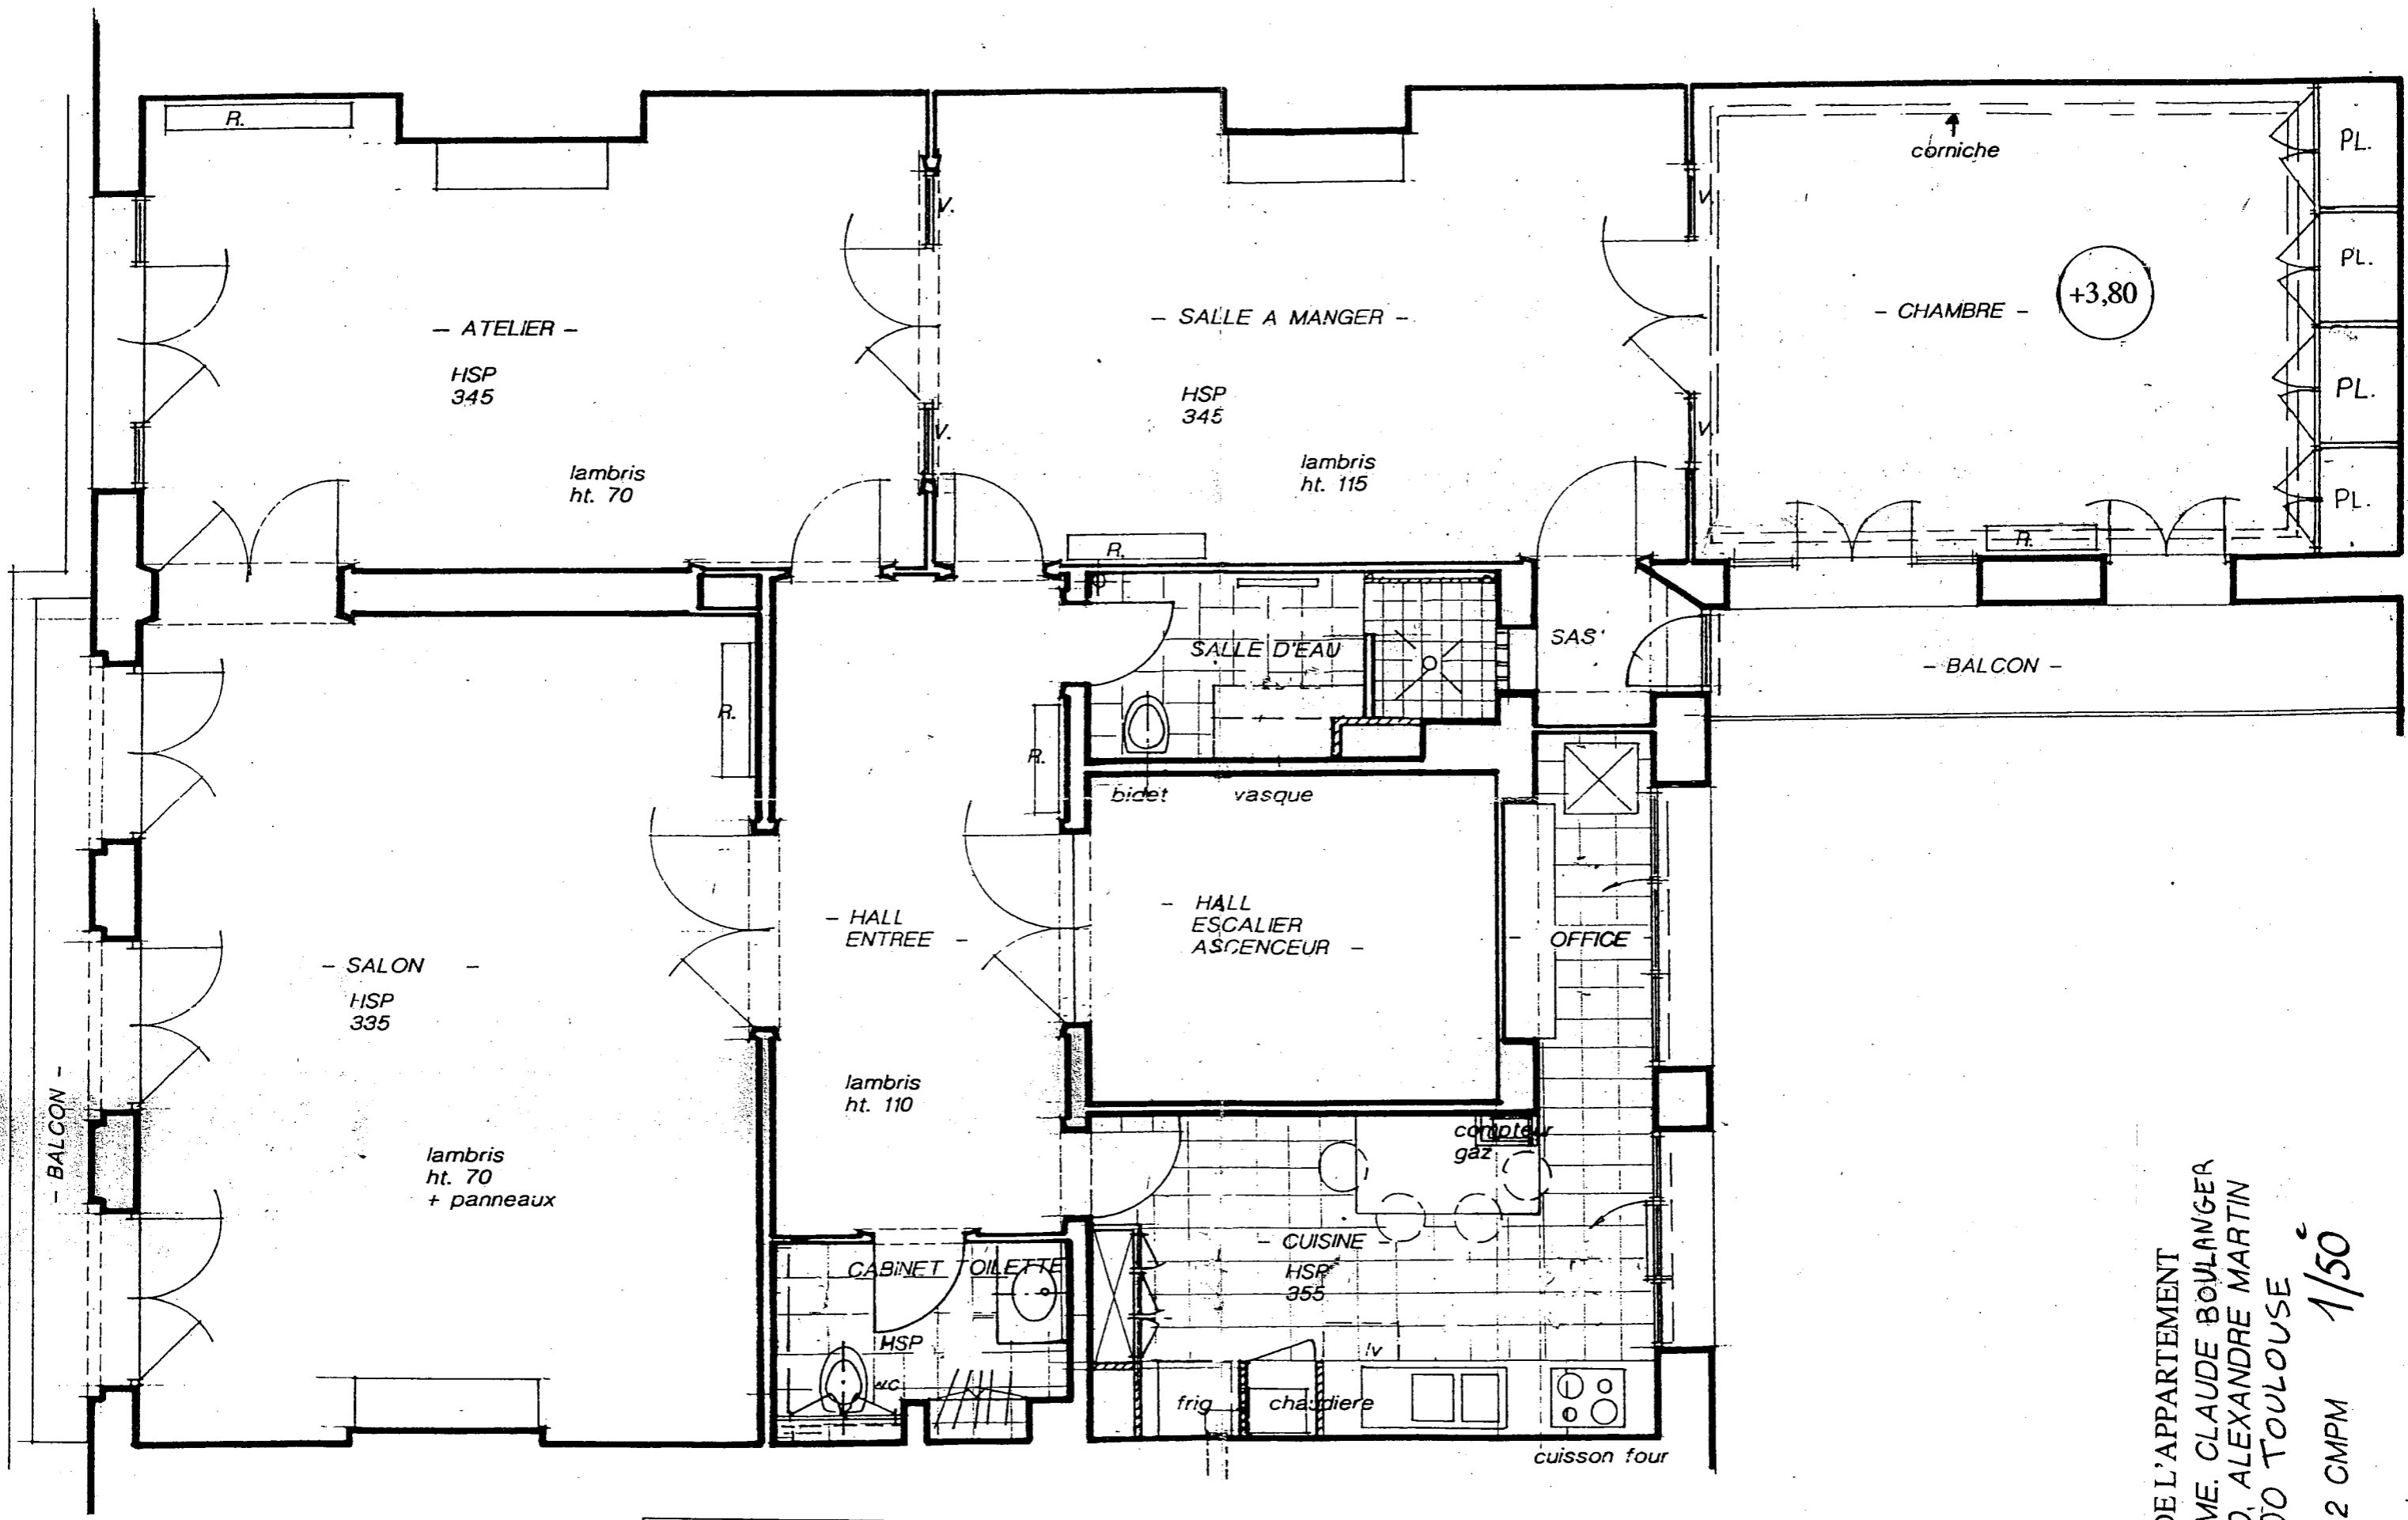 R.
corniche
PL.
PL.
PL.
PL.
V.
V.
V.
V.
- ATELIER -
HSP
345
lambris
ht. 70
- SALLE A MANGER -
HSP
345
lambris
ht. 115
- CHAMBRE -
+3,80
R.
R.
SALLE D'EAU
SAS
- BALCON -
R.
R.
bidet
vasque
- HALL
ENTREE -
- HALL
ESCALIER
ASCENCEUR -
- OFFICE -
- SALON -
HSP
335
- BALCON -
lambris
ht. 110
lambris
ht. 70
+ panneaux
compteur
gaz
- CUISINE -
HSP
355
CABINET TOILETTE
HSP
wc
lv
frig
chaudiere
cuisson four
DE L'APPARTEMENT
ME. CLAUDE BOULANGER
ALEXANDRE MARTIN
TOULOUSE
2 CMPM 1/50e